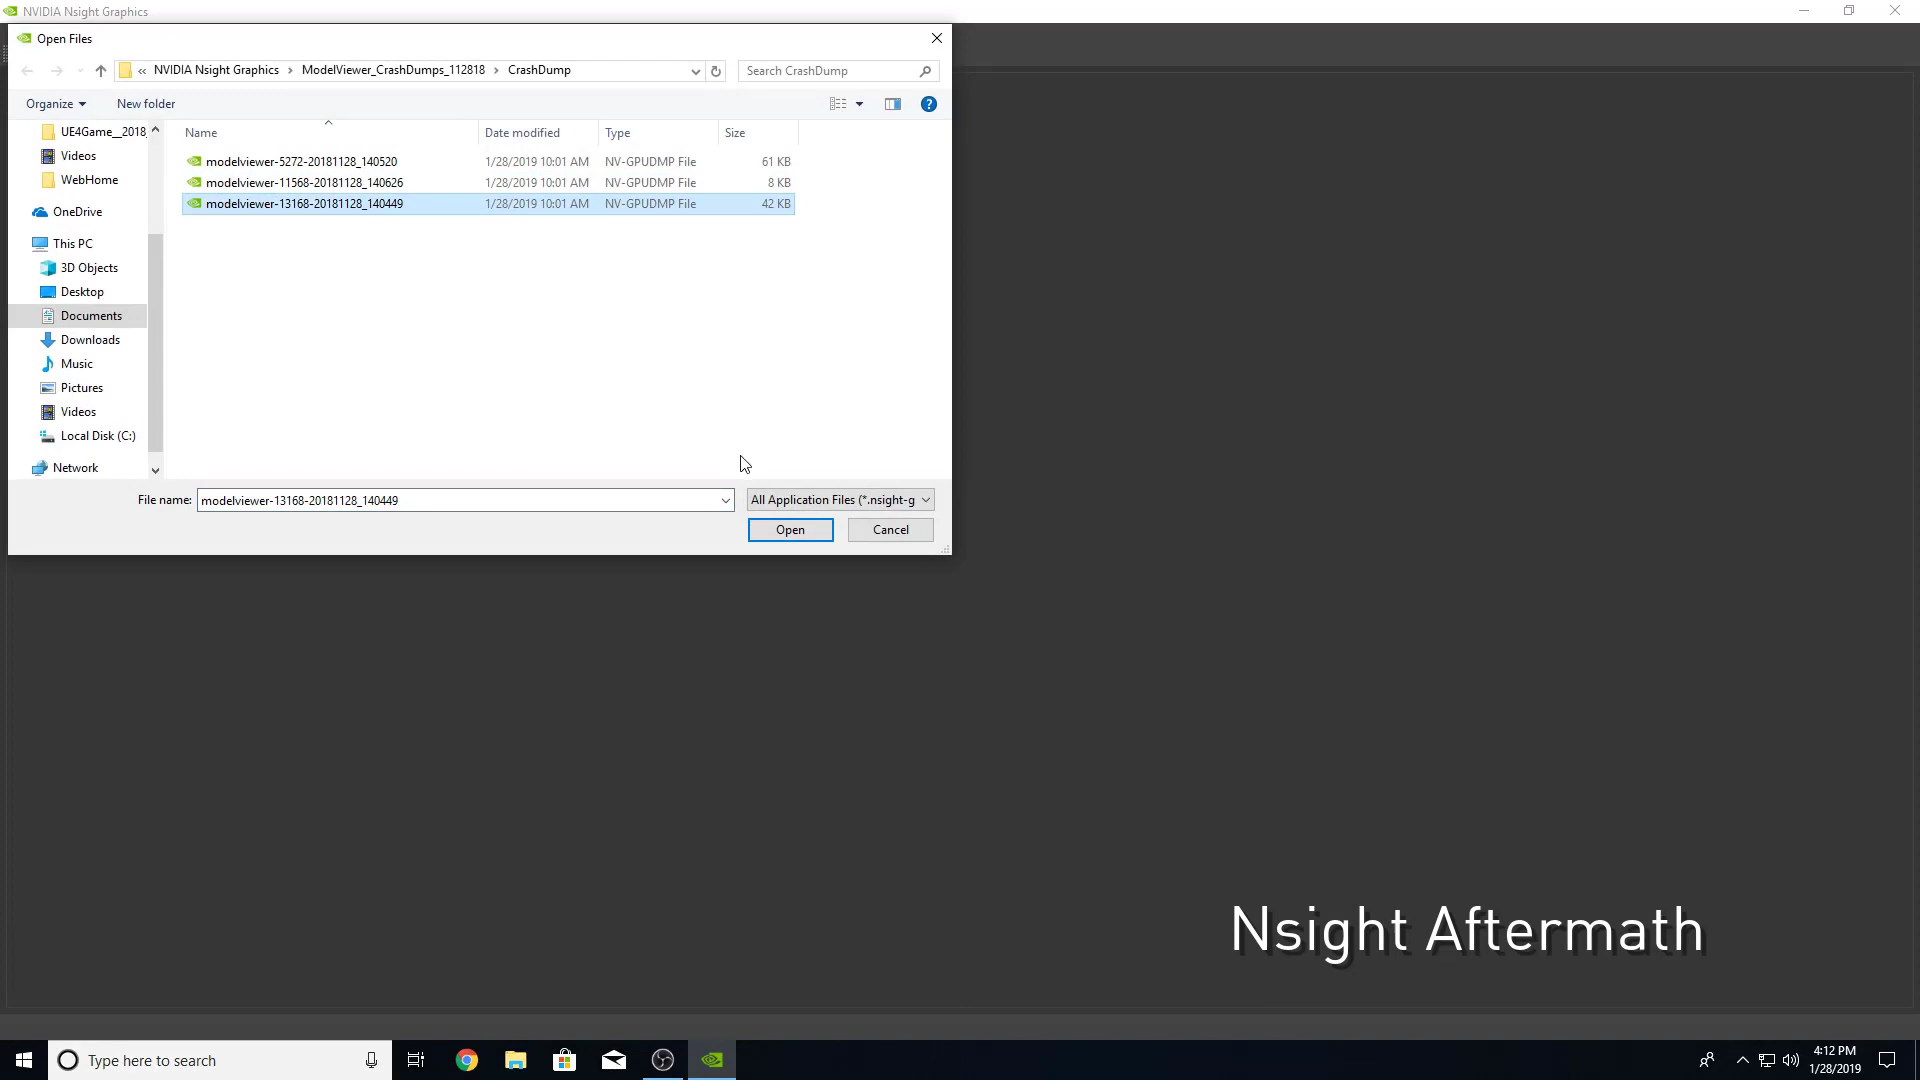 NVIDIA Nsight Graphics
Open Files
« NVIDIA Nsight Graphics › ModelViewer_CrashDumps_112818 › CrashDump
Search CrashDump
Organize
New folder
?
UE4Game__2018_
Videos
WebHome
OneDrive
This PC
3D Objects
Desktop
Documents
Downloads
Music
Pictures
Videos
Local Disk (C:)
Network
Name Date modified Type Size
modelviewer-5272-20181128_140520 1/28/2019 10:01 AM NV-GPUDMP File 61 KB
modelviewer-11568-20181128_140626 1/28/2019 10:01 AM NV-GPUDMP File 8 KB
modelviewer-13168-20181128_140449 1/28/2019 10:01 AM NV-GPUDMP File 42 KB
File name: modelviewer-13168-20181128_140449
All Application Files (*.nsight-g
Open
Cancel
Nsight Aftermath
Type here to search
4:12 PM
1/28/2019